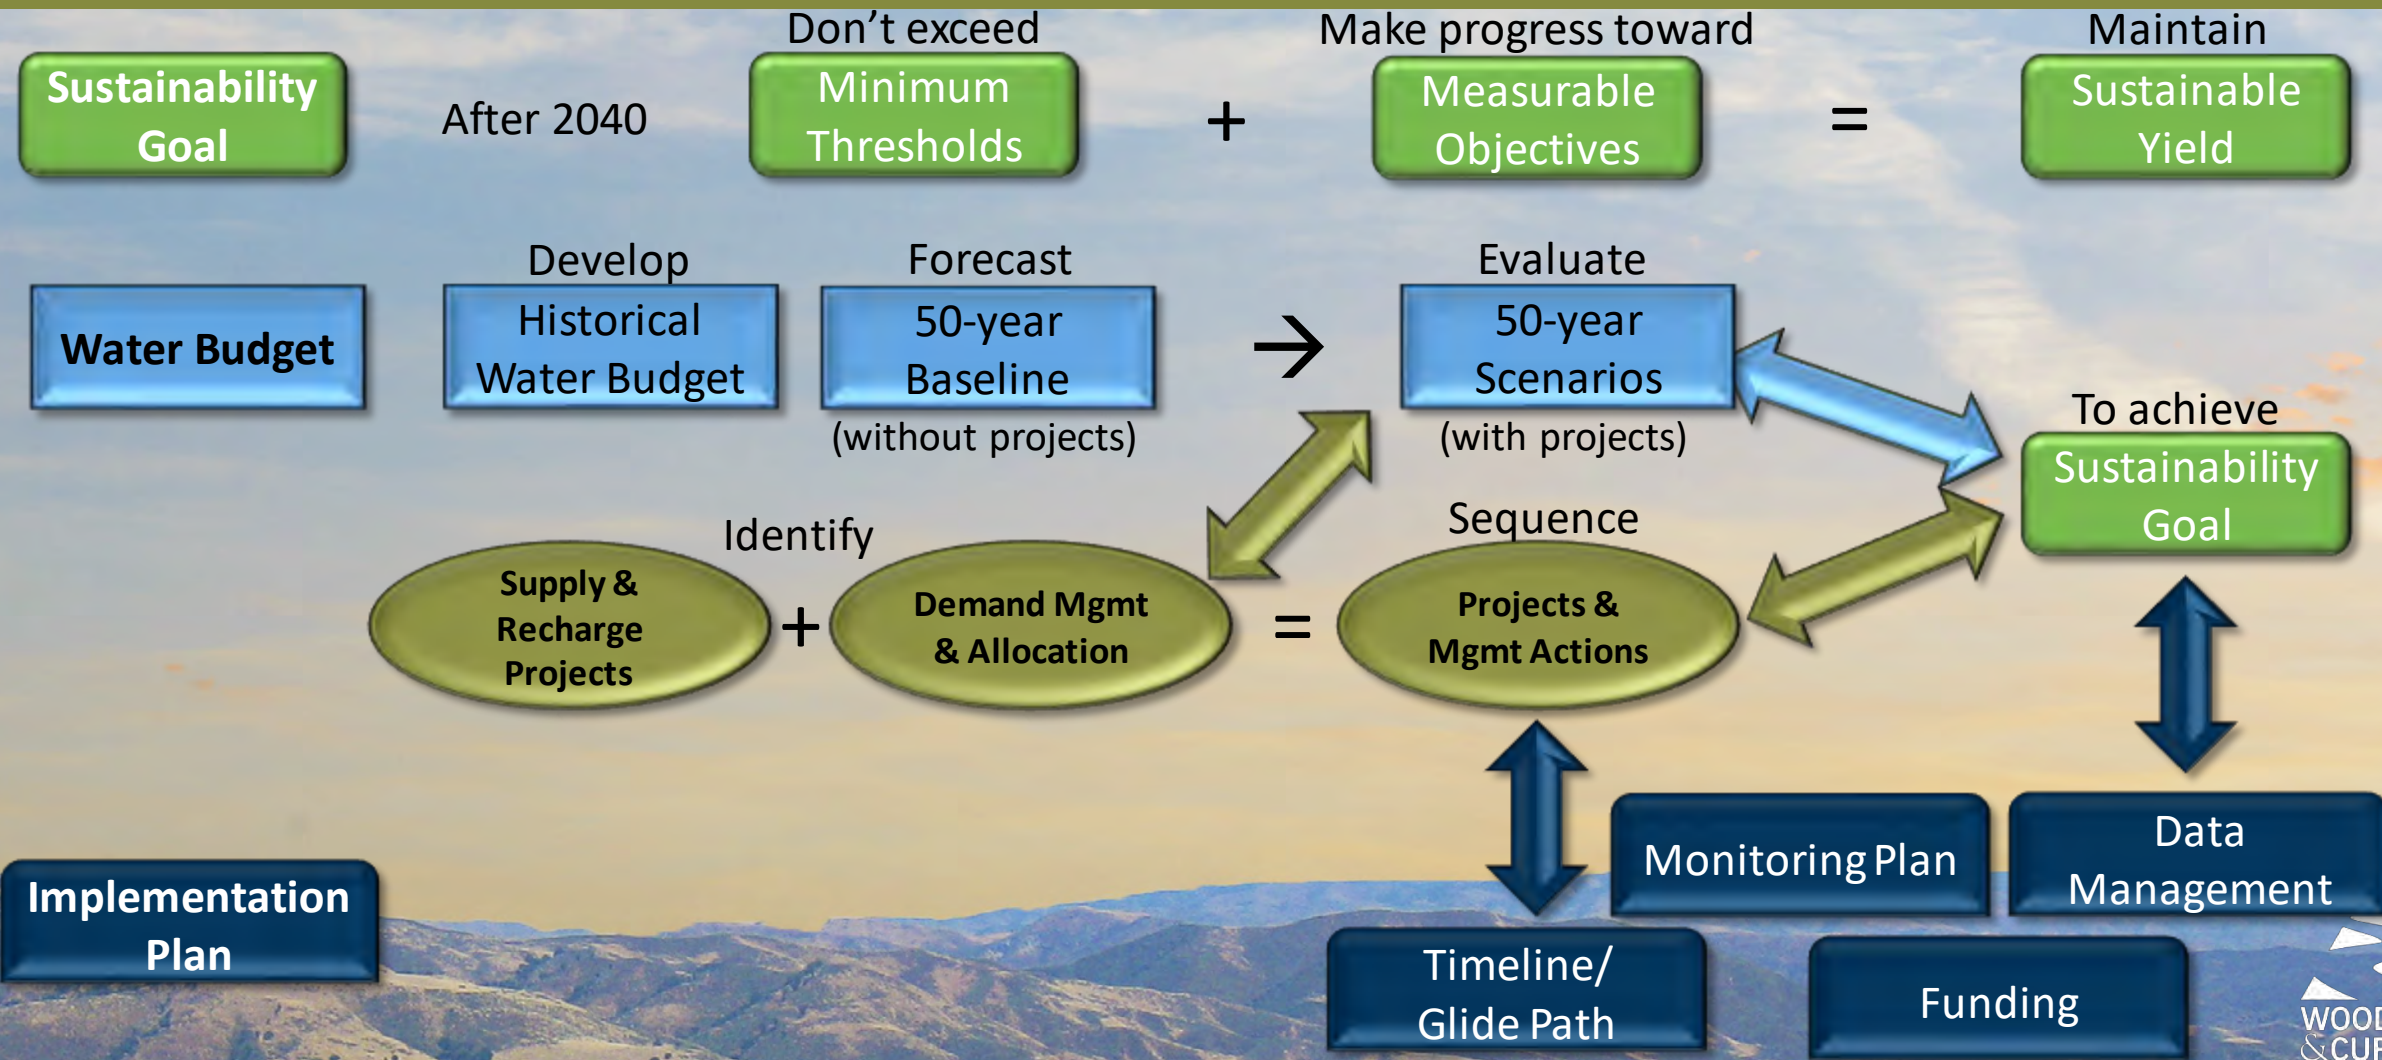 Don't exceed
Make progress toward
Maintain
Sustainability
Goal
After 2040
Minimum
Thresholds
+
Measurable
Objectives
=
Sustainable
Yield
Develop
Forecast
Evaluate
Water Budget
Historical
Water Budget
50-year
Baseline
(without projects)
→
50-year
Scenarios
(with projects)
To achieve
Sustainability
Goal
Identify
Sequence
Supply &
Recharge
Projects
+
Demand Mgmt
& Allocation
=
Projects &
Mgmt Actions
Implementation
Plan
Monitoring Plan
Data
Management
Timeline/
Glide Path
Funding